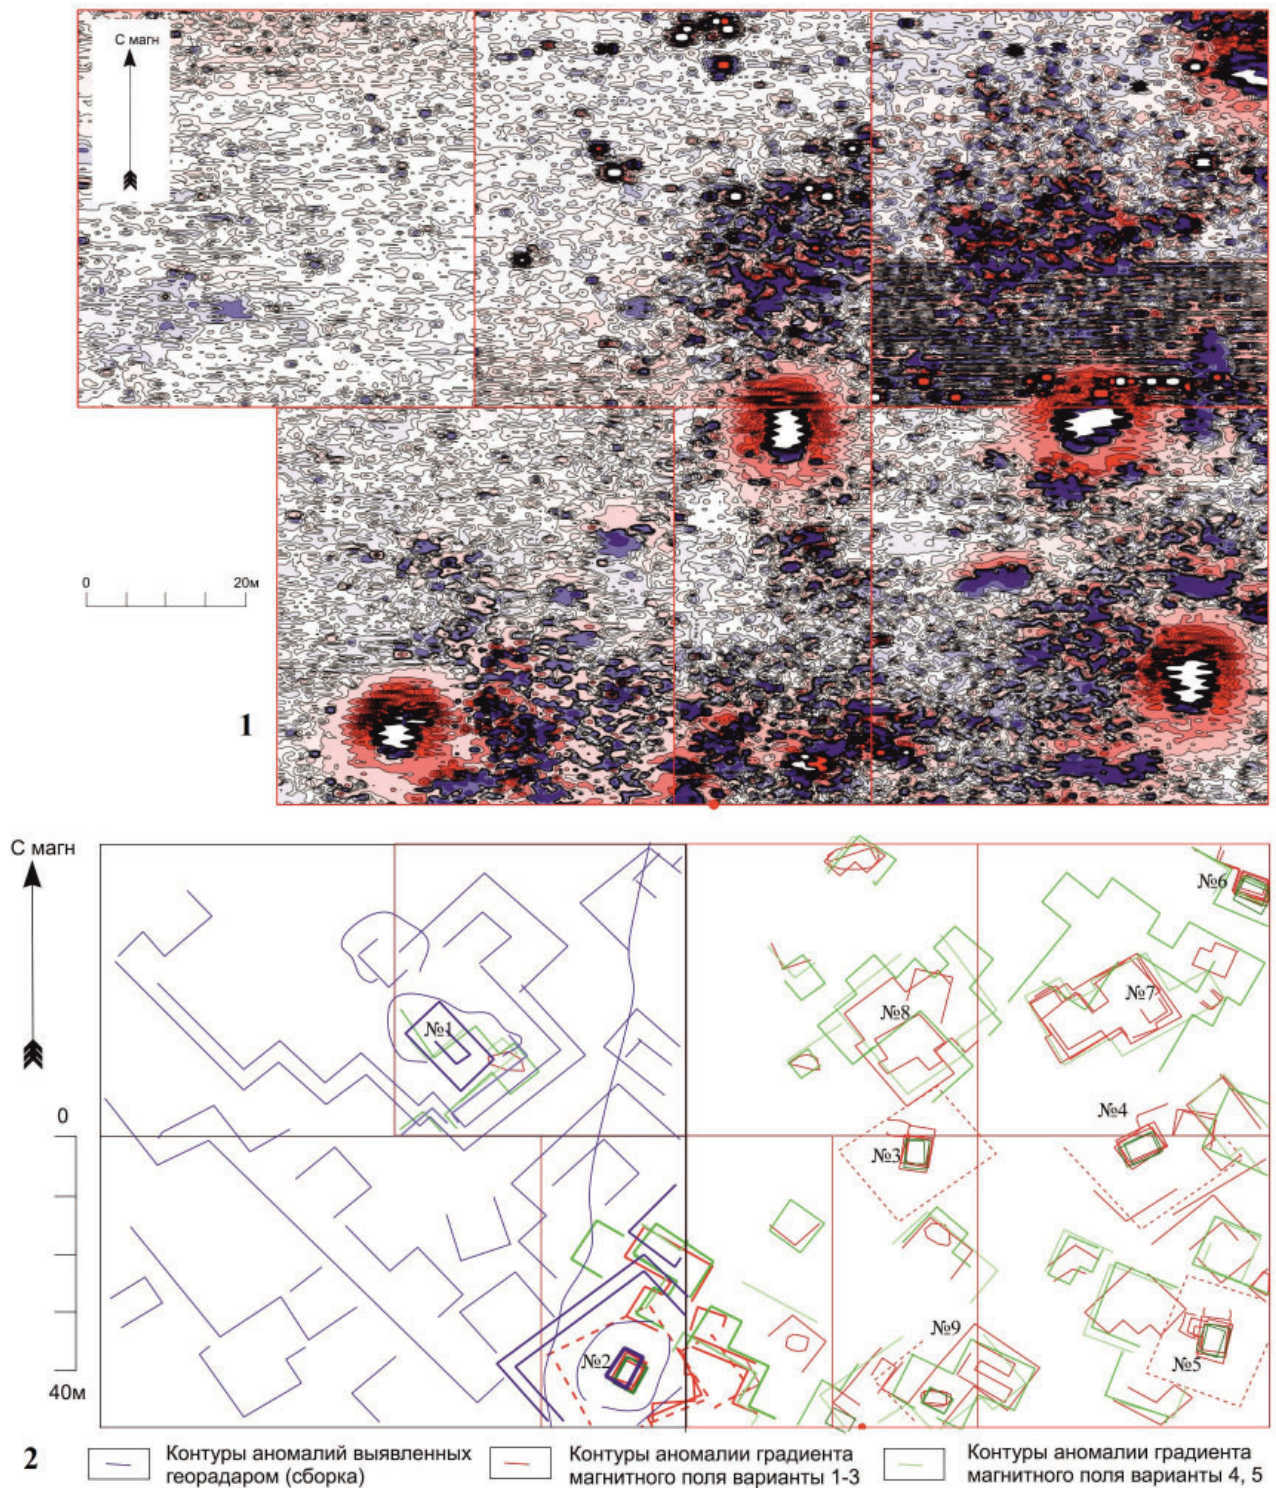 С магн
0
20м
1
С магн
№6
№1
№8
№7
0
№4
№3
№9
№2
№5
40м
2
Контуры аномалий выявленных
георадаром (сборка)
Контуры аномалии градиента
магнитного поля варианты 1-3
Контуры аномалии градиента
магнитного поля варианты 4, 5